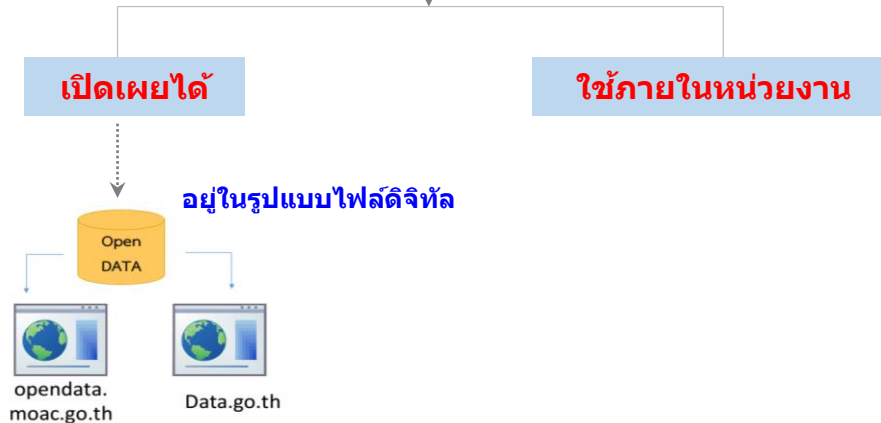 เปิดเผยได้
ใช้ภายในหน่วยงาน
อยู่ในรูปแบบไฟล์ดิจิทัล
Open
DATA
opendata.
moac.go.th
Data.go.th